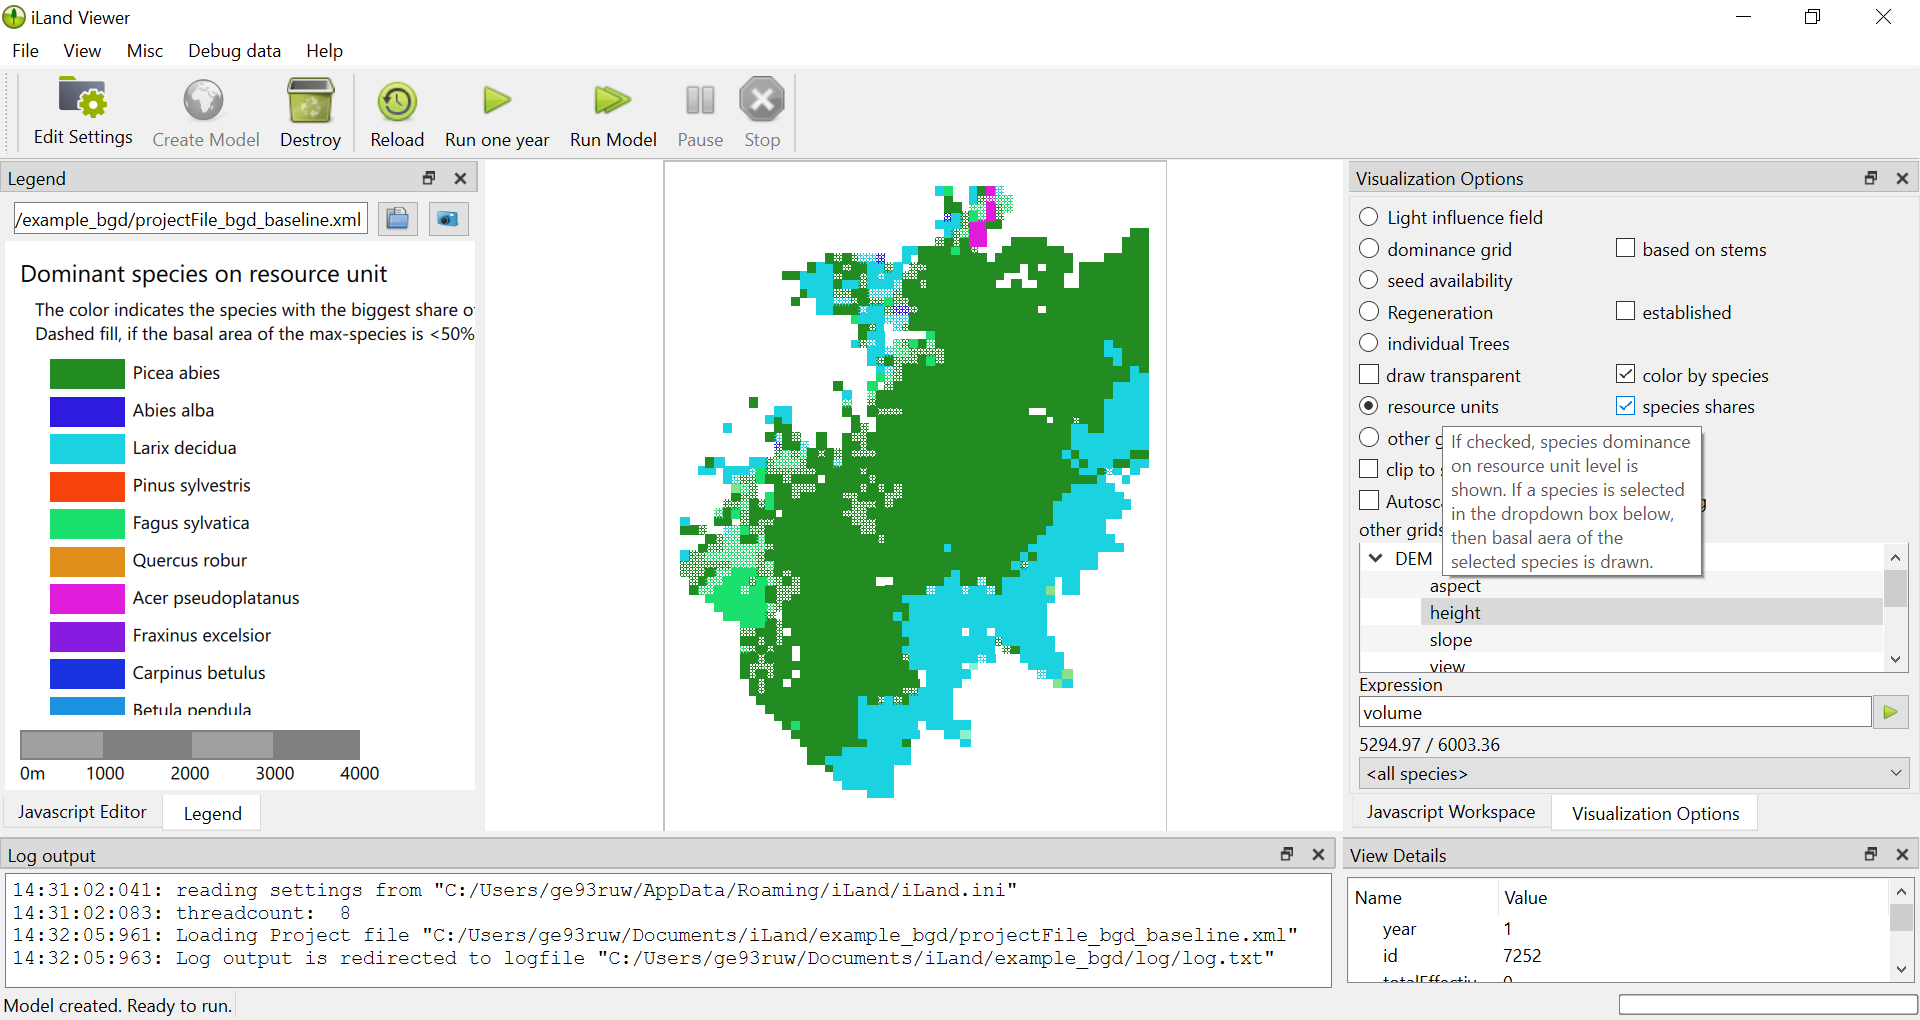 iLand Viewer
File View Misc Debug data Help
Edit Settings Create Model Destroy Reload Run one year Run Model Pause Stop
Legend
/example_bgd/projectFile_bgd_baseline.xml
Dominant species on resource unit
The color indicates the species with the biggest share
Dashed fill, if the basal area of the max-species is <50%
Picea abies
Abies alba
Larix decidua
Pinus sylvestris
Fagus sylvatica
Quercus robur
Acer pseudoplatanus
Fraxinus excelsior
Carpinus betulus
Betula pendula
0m 1000 2000 3000 4000
Javascript Editor Legend
Visualization Options
Light influence field
dominance grid based on stems
seed availability
Regeneration established
individual Trees
draw transparent color by species
resource units species shares
other
clip to
Autosc
other grids
If checked, species dominance
on resource unit level is
shown. If a species is selected
in the dropdown box below,
then basal aera of the
selected species is drawn.
DEM
aspect
height
slope
view
Expression
volume
5294.97 / 6003.36
<all species>
Javascript Workspace Visualization Options
Log output
14:31:02:041: reading settings from "C:/Users/ge93ruw/AppData/Roaming/iLand/iLand.ini"
14:31:02:083: threadcount: 8
14:32:05:961: Loading Project file "C:/Users/ge93ruw/Documents/iLand/example_bgd/projectFile_bgd_baseline.xml"
14:32:05:963: Log output is redirected to logfile "C:/Users/ge93ruw/Documents/iLand/example_bgd/log/log.txt"
View Details
Name Value
year 1
id 7252
Model created. Ready to run.